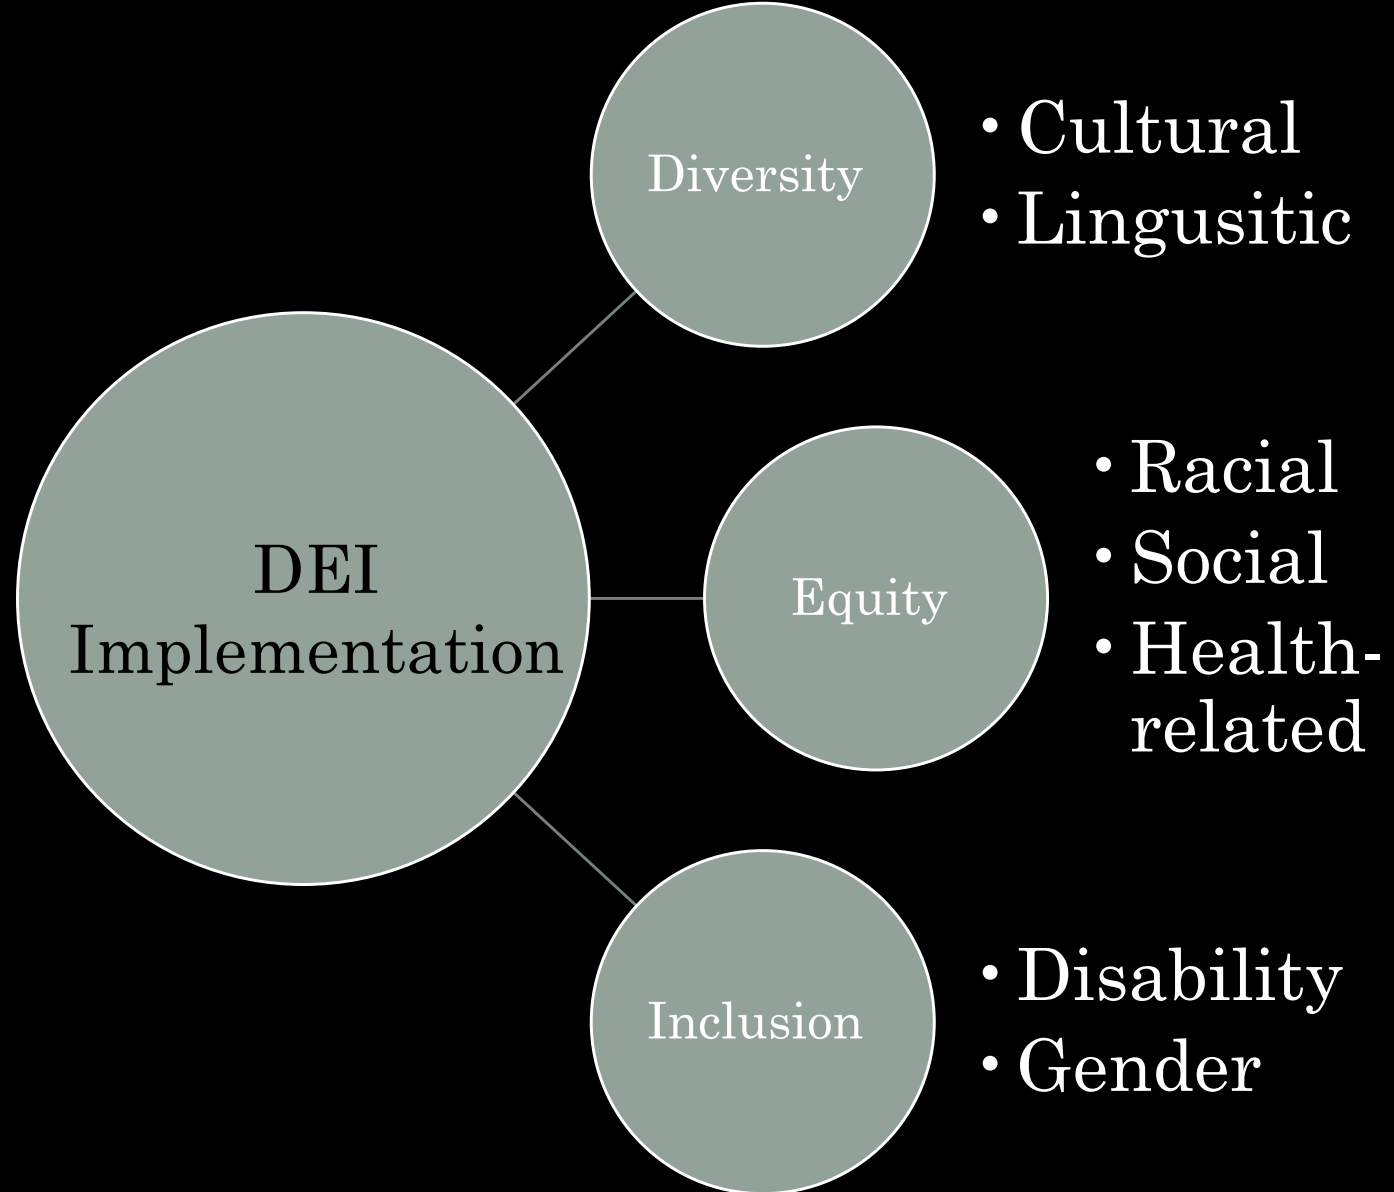 DEI
Implementation
Diversity
• Cultural
• Lingusitic
Equity
• Racial
• Social
• Health-
related
Inclusion
• Disability
• Gender